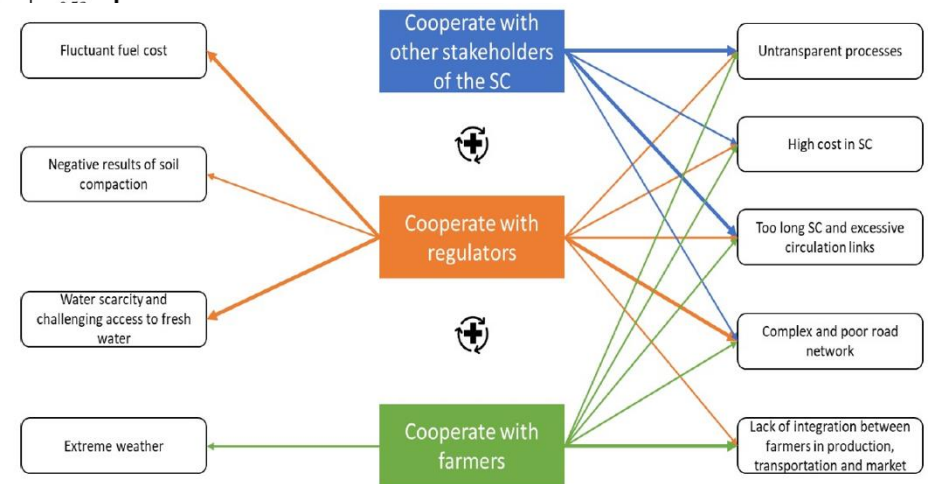 Fluctuant fuel cost
Negative results of soil
compaction
Water scarcity and
challenging access to fresh
water
Extreme weather
Cooperate with
other stakeholders
of the SC
Cooperate with
regulators
Cooperate with
farmers
Untransparent processes
High cost in SC
Too long SC and excessive
circulation links
Complex and poor road
network
Lack of integration between
farmers in production,
transportation and market